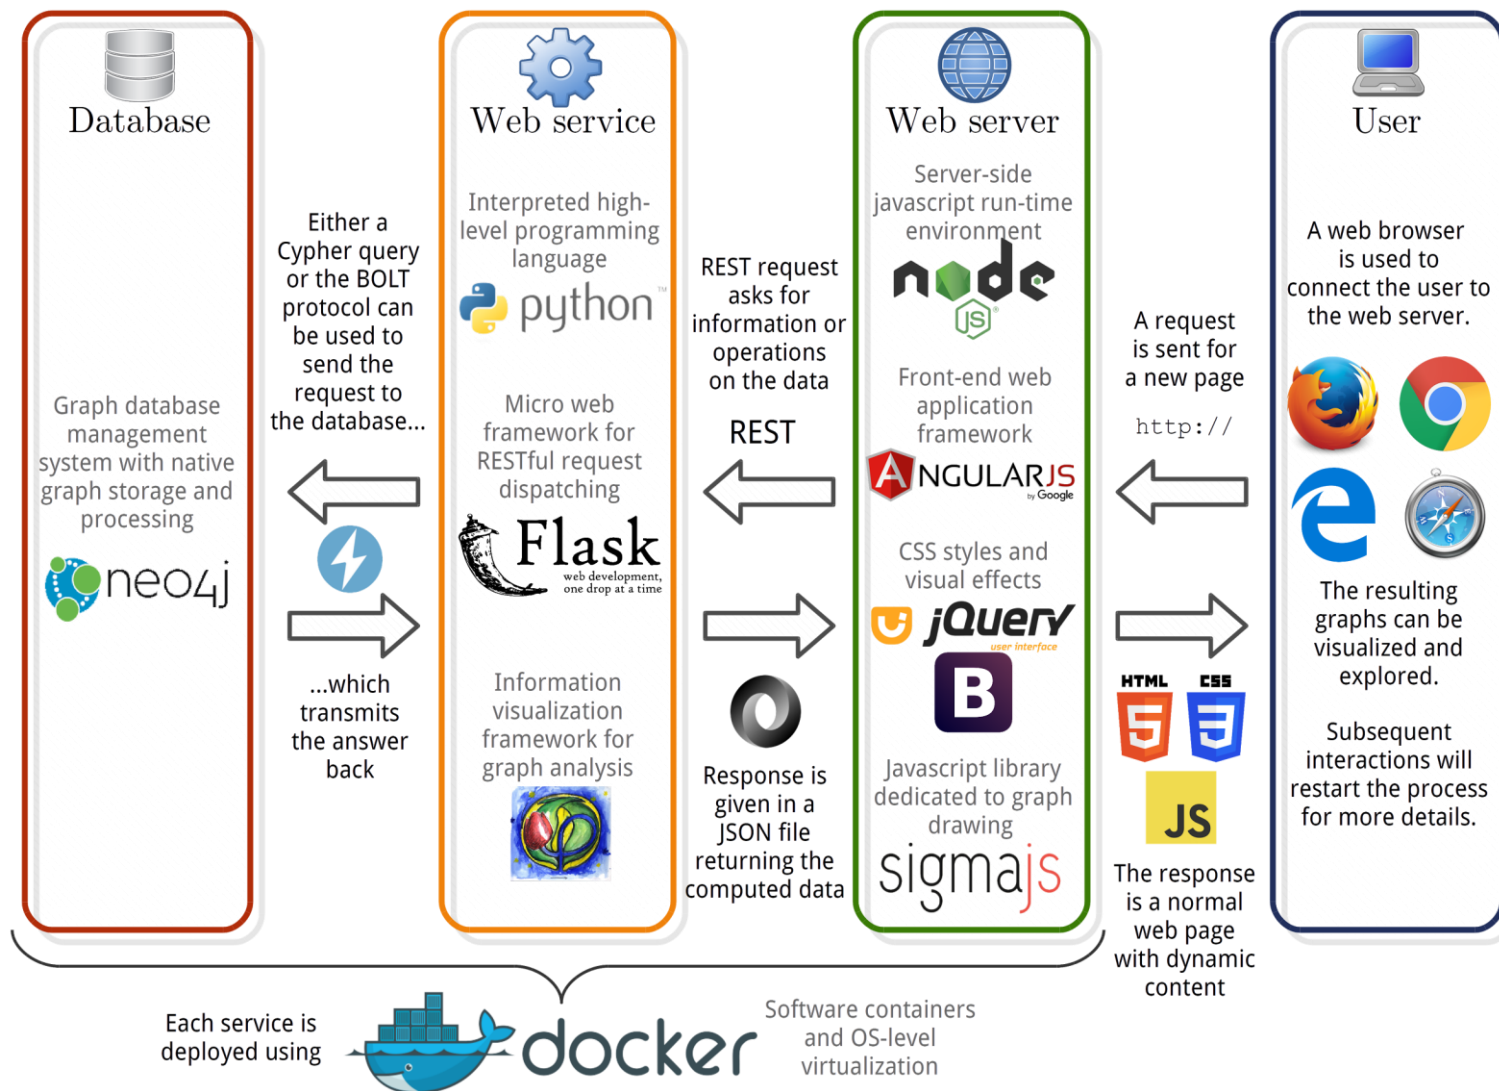 Database
Graph database
management
system with native
graph storage and
processing
neo4j
Either a
Cypher query
or the BOLT
protocol can
be used to
send the
request to
the database...
...which
transmits
the answer
back
Web service
Interpreted high-
level programming
language
python™
Micro web
framework for
RESTful request
dispatching
Flask
web development,
one drop at a time
Information
visualization
framework for
graph analysis
REST request
asks for
information or
operations
on the data
REST
Response is
given in a
JSON file
returning the
computed data
Web server
Server-side
javascript run-time
environment
node
JS®
Front-end web
application
framework
ANGULARJS
by Google
CSS styles and
visual effects
jQuery
user interface
B
Javascript library
dedicated to graph
drawing
sigmajs
A request
is sent for
a new page
http://
HTML
5
CSS
3
JS
The response
is a normal
web page
with dynamic
content
User
A web browser
is used to
connect the user to
the web server.
The resulting
graphs can be
visualized and
explored.
Subsequent
interactions will
restart the process
for more details.
Each service is
deployed using
docker
Software containers
and OS-level
virtualization